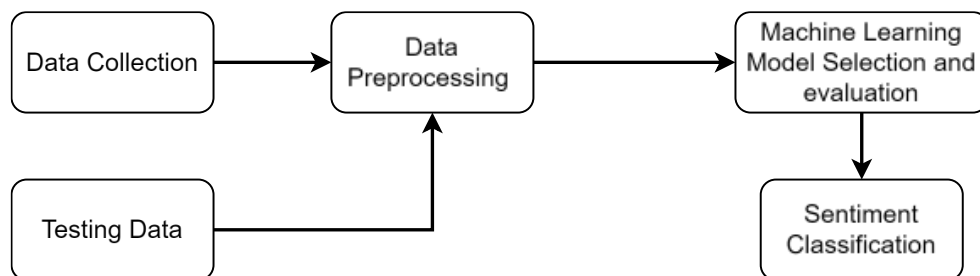 Data Collection
Data
Preprocessing
Machine Learning
Model Selection and
evaluation
Testing Data
Sentiment
Classification